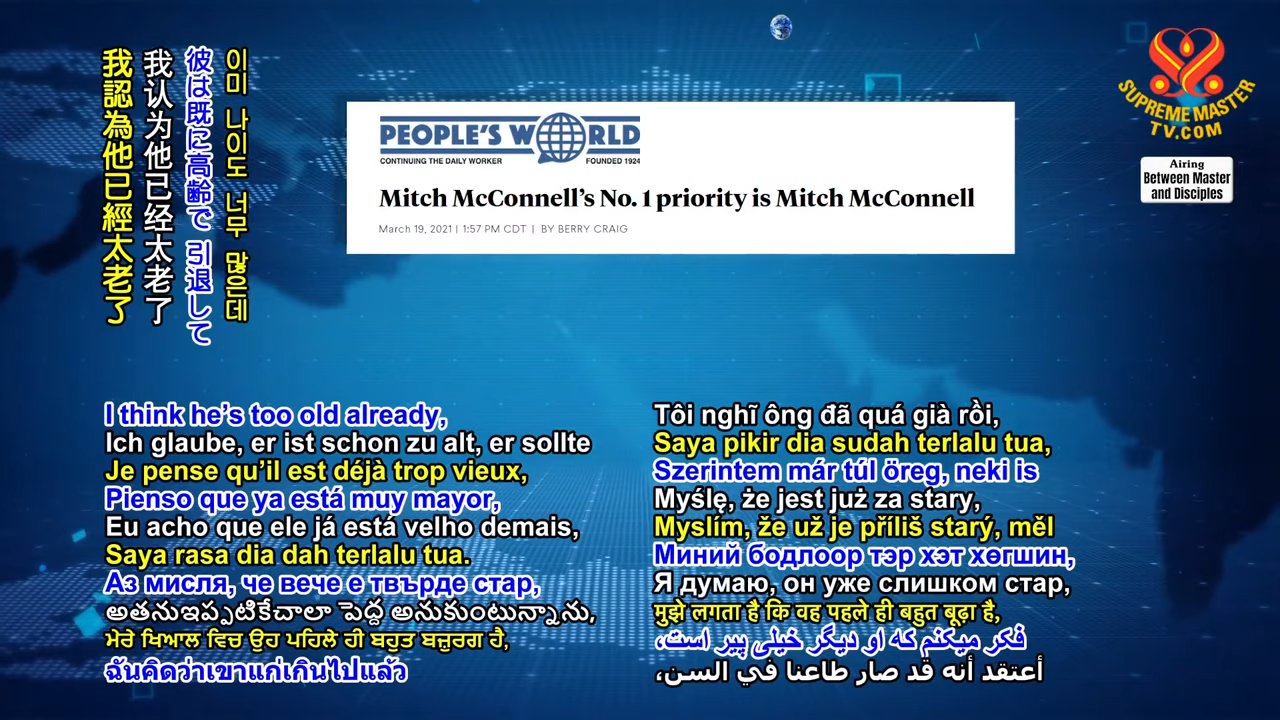 我認為他已經太老了
我认为他已经太老了
彼は既に高齢で 引退して
이미 나이도 너무 많은데
PEOPLE'S WORLD
CONTINUING THE DAILY WORKER FOUNDED 1924
Mitch McConnell's No. 1 priority is Mitch McConnell
March 19, 2021 | 1:57 PM CDT | BY BERRY CRAIG
SUPREME MASTER
TV.COM
Airing
Between Master
and Disciples
I think he's too old already,
Ich glaube, er ist schon zu alt, er sollte
Je pense qu'il est déjà trop vieux,
Pienso que ya está muy mayor,
Eu acho que ele já está velho demais,
Saya rasa dia dah terlalu tua.
Аз мисля, че вече е твърде стар,
అతనుఇప్పటికేచాలా పెద్ద అనుకుంటున్నాను,
ਮੇਰੇ ਖਿਆਲ ਵਿਚ ਉਹ ਪਹਿਲੇ ਹੀ ਬਹੁਤ ਬਜ਼ੁਰਗ ਹੈ,
ฉันคิดว่าเขาแก่เกินไปแล้ว
Tôi nghĩ ông đã quá già rồi,
Saya pikir dia sudah terlalu tua,
Szerintem már túl öreg, neki is
Myślę, że jest już za stary,
Myslím, že už je příliš starý, měl
Миний бодлоор тэр хэт хөгшин,
Я думаю, он уже слишком стар,
मुझे लगता है कि वह पहले ही बहुत बूढ़ा है,
فکر میکنم که او دیگر خیلی پیر است،
أعتقد أنه قد صار طاعنا في السن،